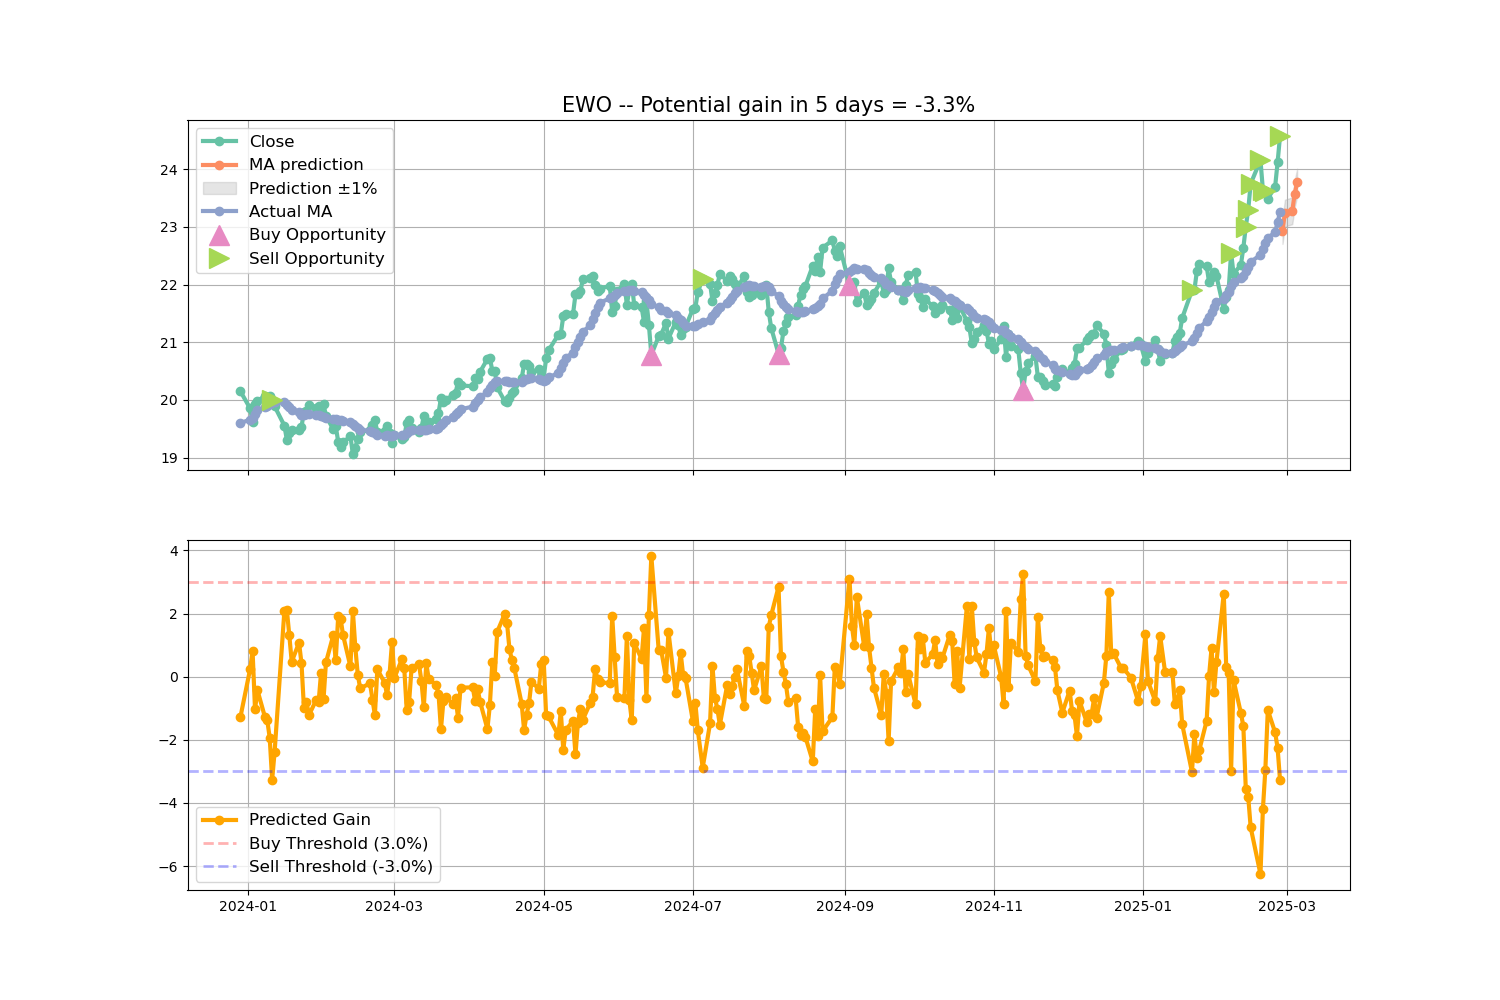 EWO -- Potential gain in 5 days = -3.3%
Close
MA prediction
Prediction ±1%
Actual MA
Buy Opportunity
Sell Opportunity
24
23
22
21
20
19
4
2
0
−2
−4
−6
Predicted Gain
Buy Threshold (3.0%)
Sell Threshold (-3.0%)
2024-01 2024-03 2024-05 2024-07 2024-09 2024-11 2025-01 2025-03